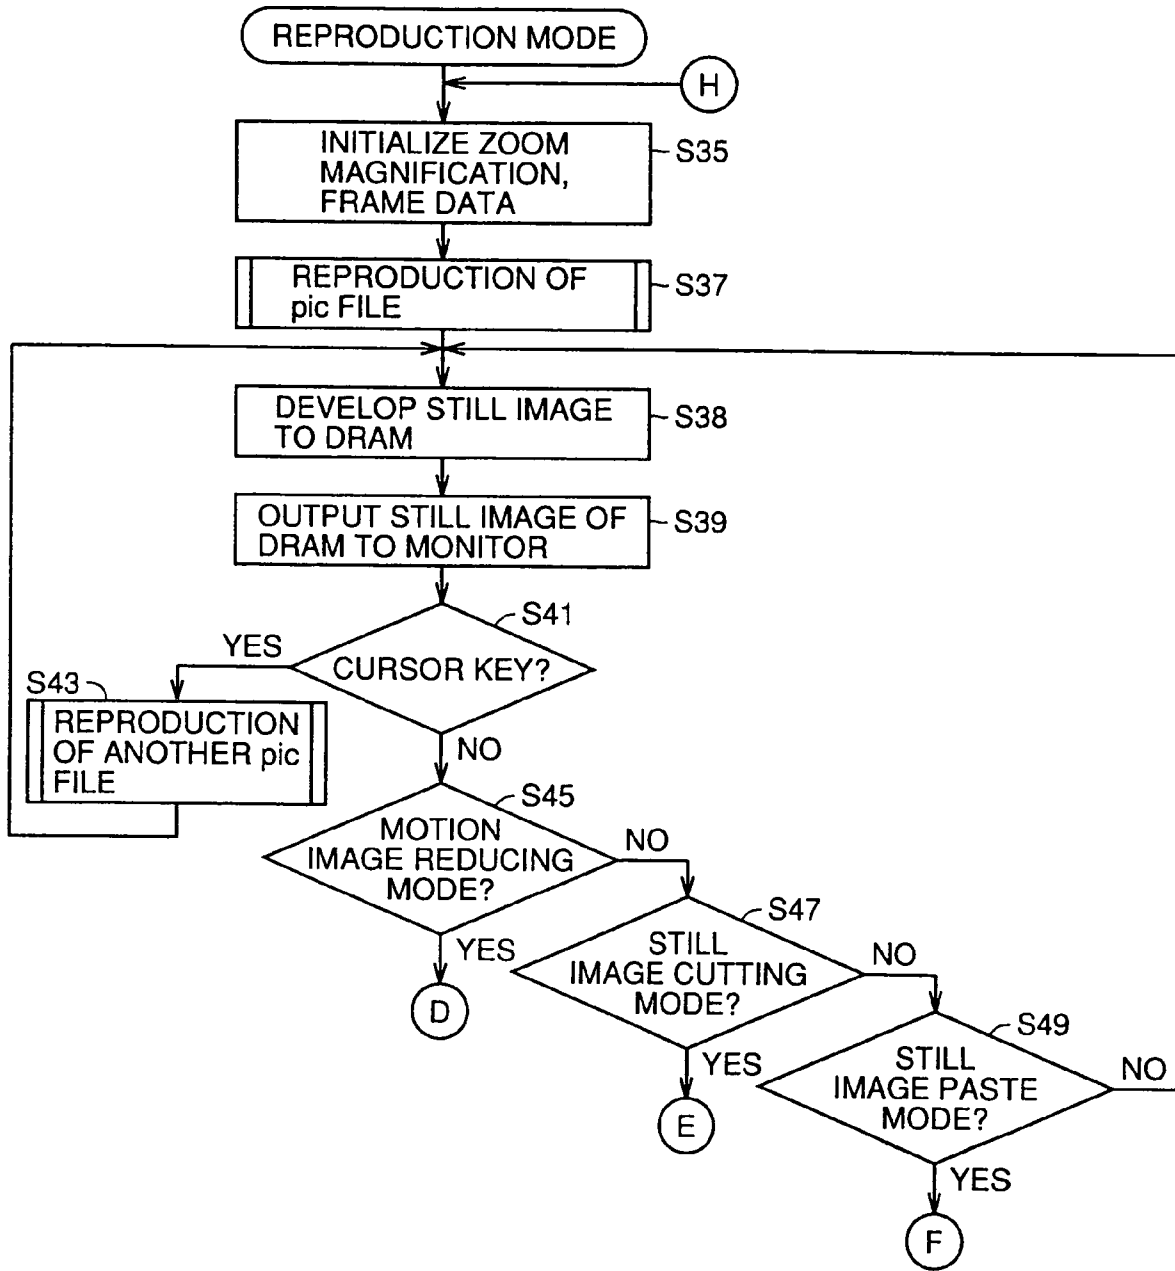 REPRODUCTION MODE
H
INITIALIZE ZOOM
MAGNIFICATION,
FRAME DATA
S35
REPRODUCTION OF
pic FILE
S37
DEVELOP STILL IMAGE
TO DRAM
S38
OUTPUT STILL IMAGE OF
DRAM TO MONITOR
S39
S41
CURSOR KEY?
YES
NO
S43
REPRODUCTION
OF ANOTHER pic
FILE
S45
MOTION
IMAGE REDUCING
MODE?
NO
YES
D
S47
STILL
IMAGE CUTTING
MODE?
NO
YES
E
S49
STILL
IMAGE PASTE
MODE?
NO
YES
F